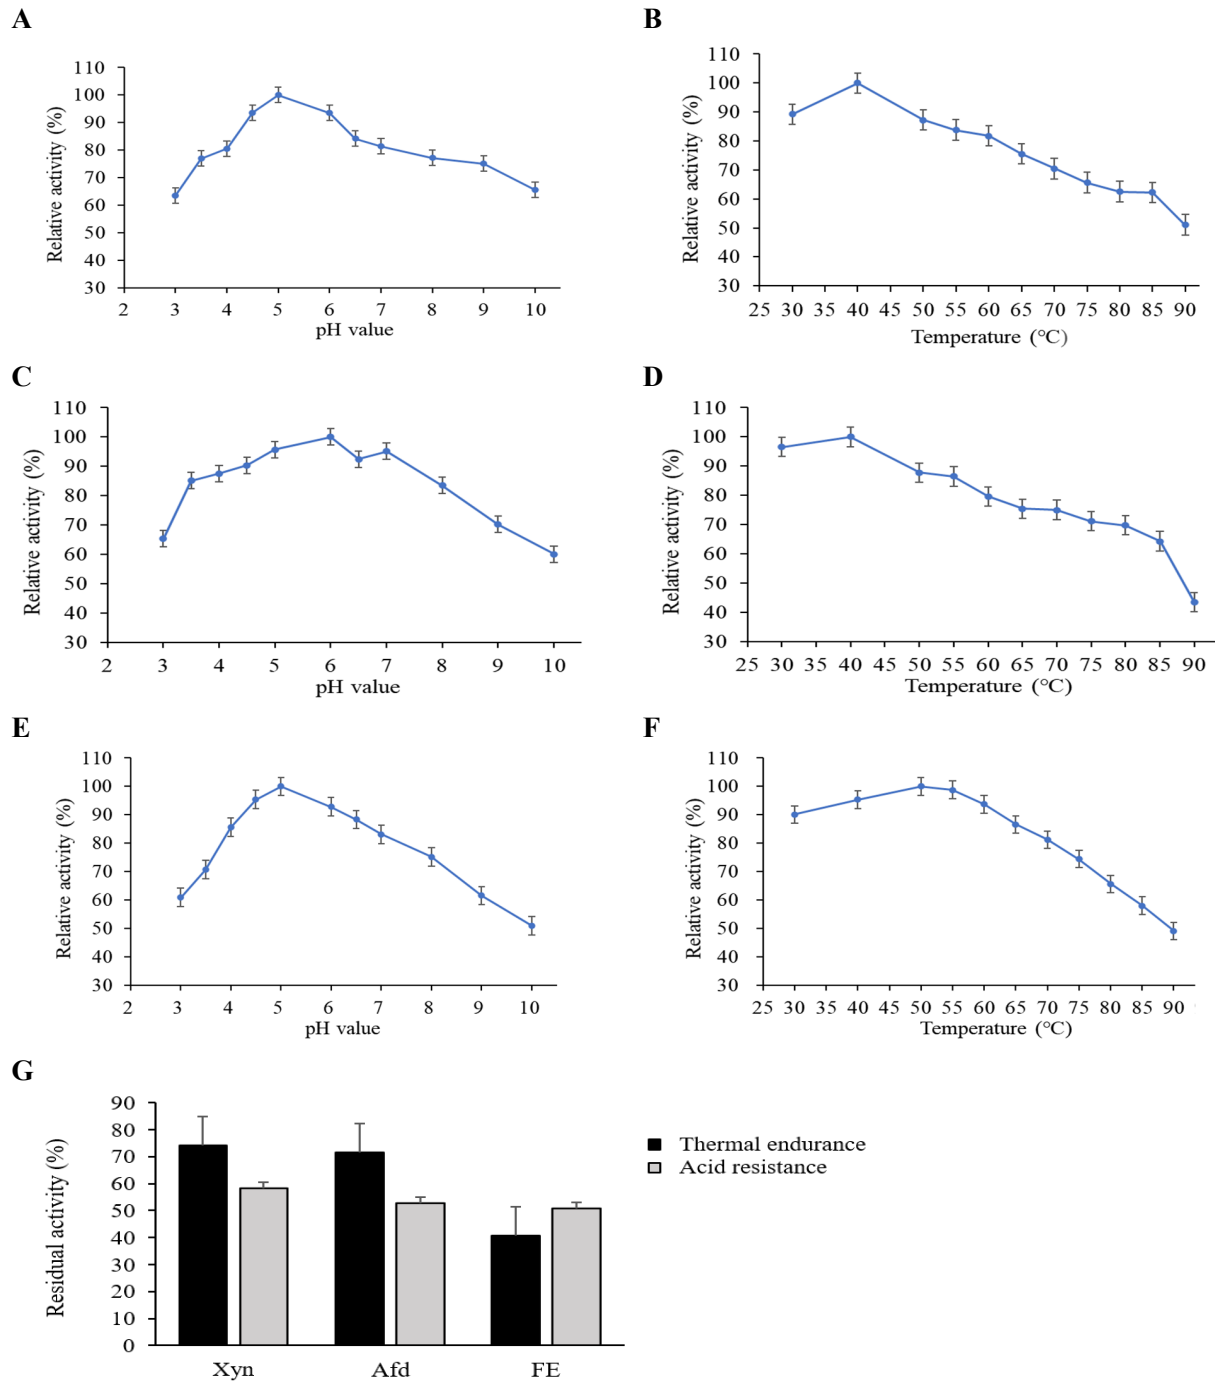 A
B
110
100
90
80
70
60
50
40
30
Relative activity (%)
2 3 4 5 6 7 8 9 10
pH value
110
100
90
80
70
60
50
40
30
Relative activity (%)
25 30 35 40 45 50 55 60 65 70 75 80 85 90
Temperature (°C)
C
D
110
100
90
80
70
60
50
40
30
Relative activity (%)
2 3 4 5 6 7 8 9 10
pH value
110
100
90
80
70
60
50
40
30
Relative activity (%)
25 30 35 40 45 50 55 60 65 70 75 80 85 90
Temperature (°C)
E
F
110
100
90
80
70
60
50
40
30
Relative activity (%)
2 3 4 5 6 7 8 9 10
pH value
110
100
90
80
70
60
50
40
30
Relative activity (%)
25 30 35 40 45 50 55 60 65 70 75 80 85 90
Temperature (°C)
G
90
80
70
60
50
40
30
20
10
0
Residual activity (%)
Xyn Afd FE
Thermal endurance
Acid resistance